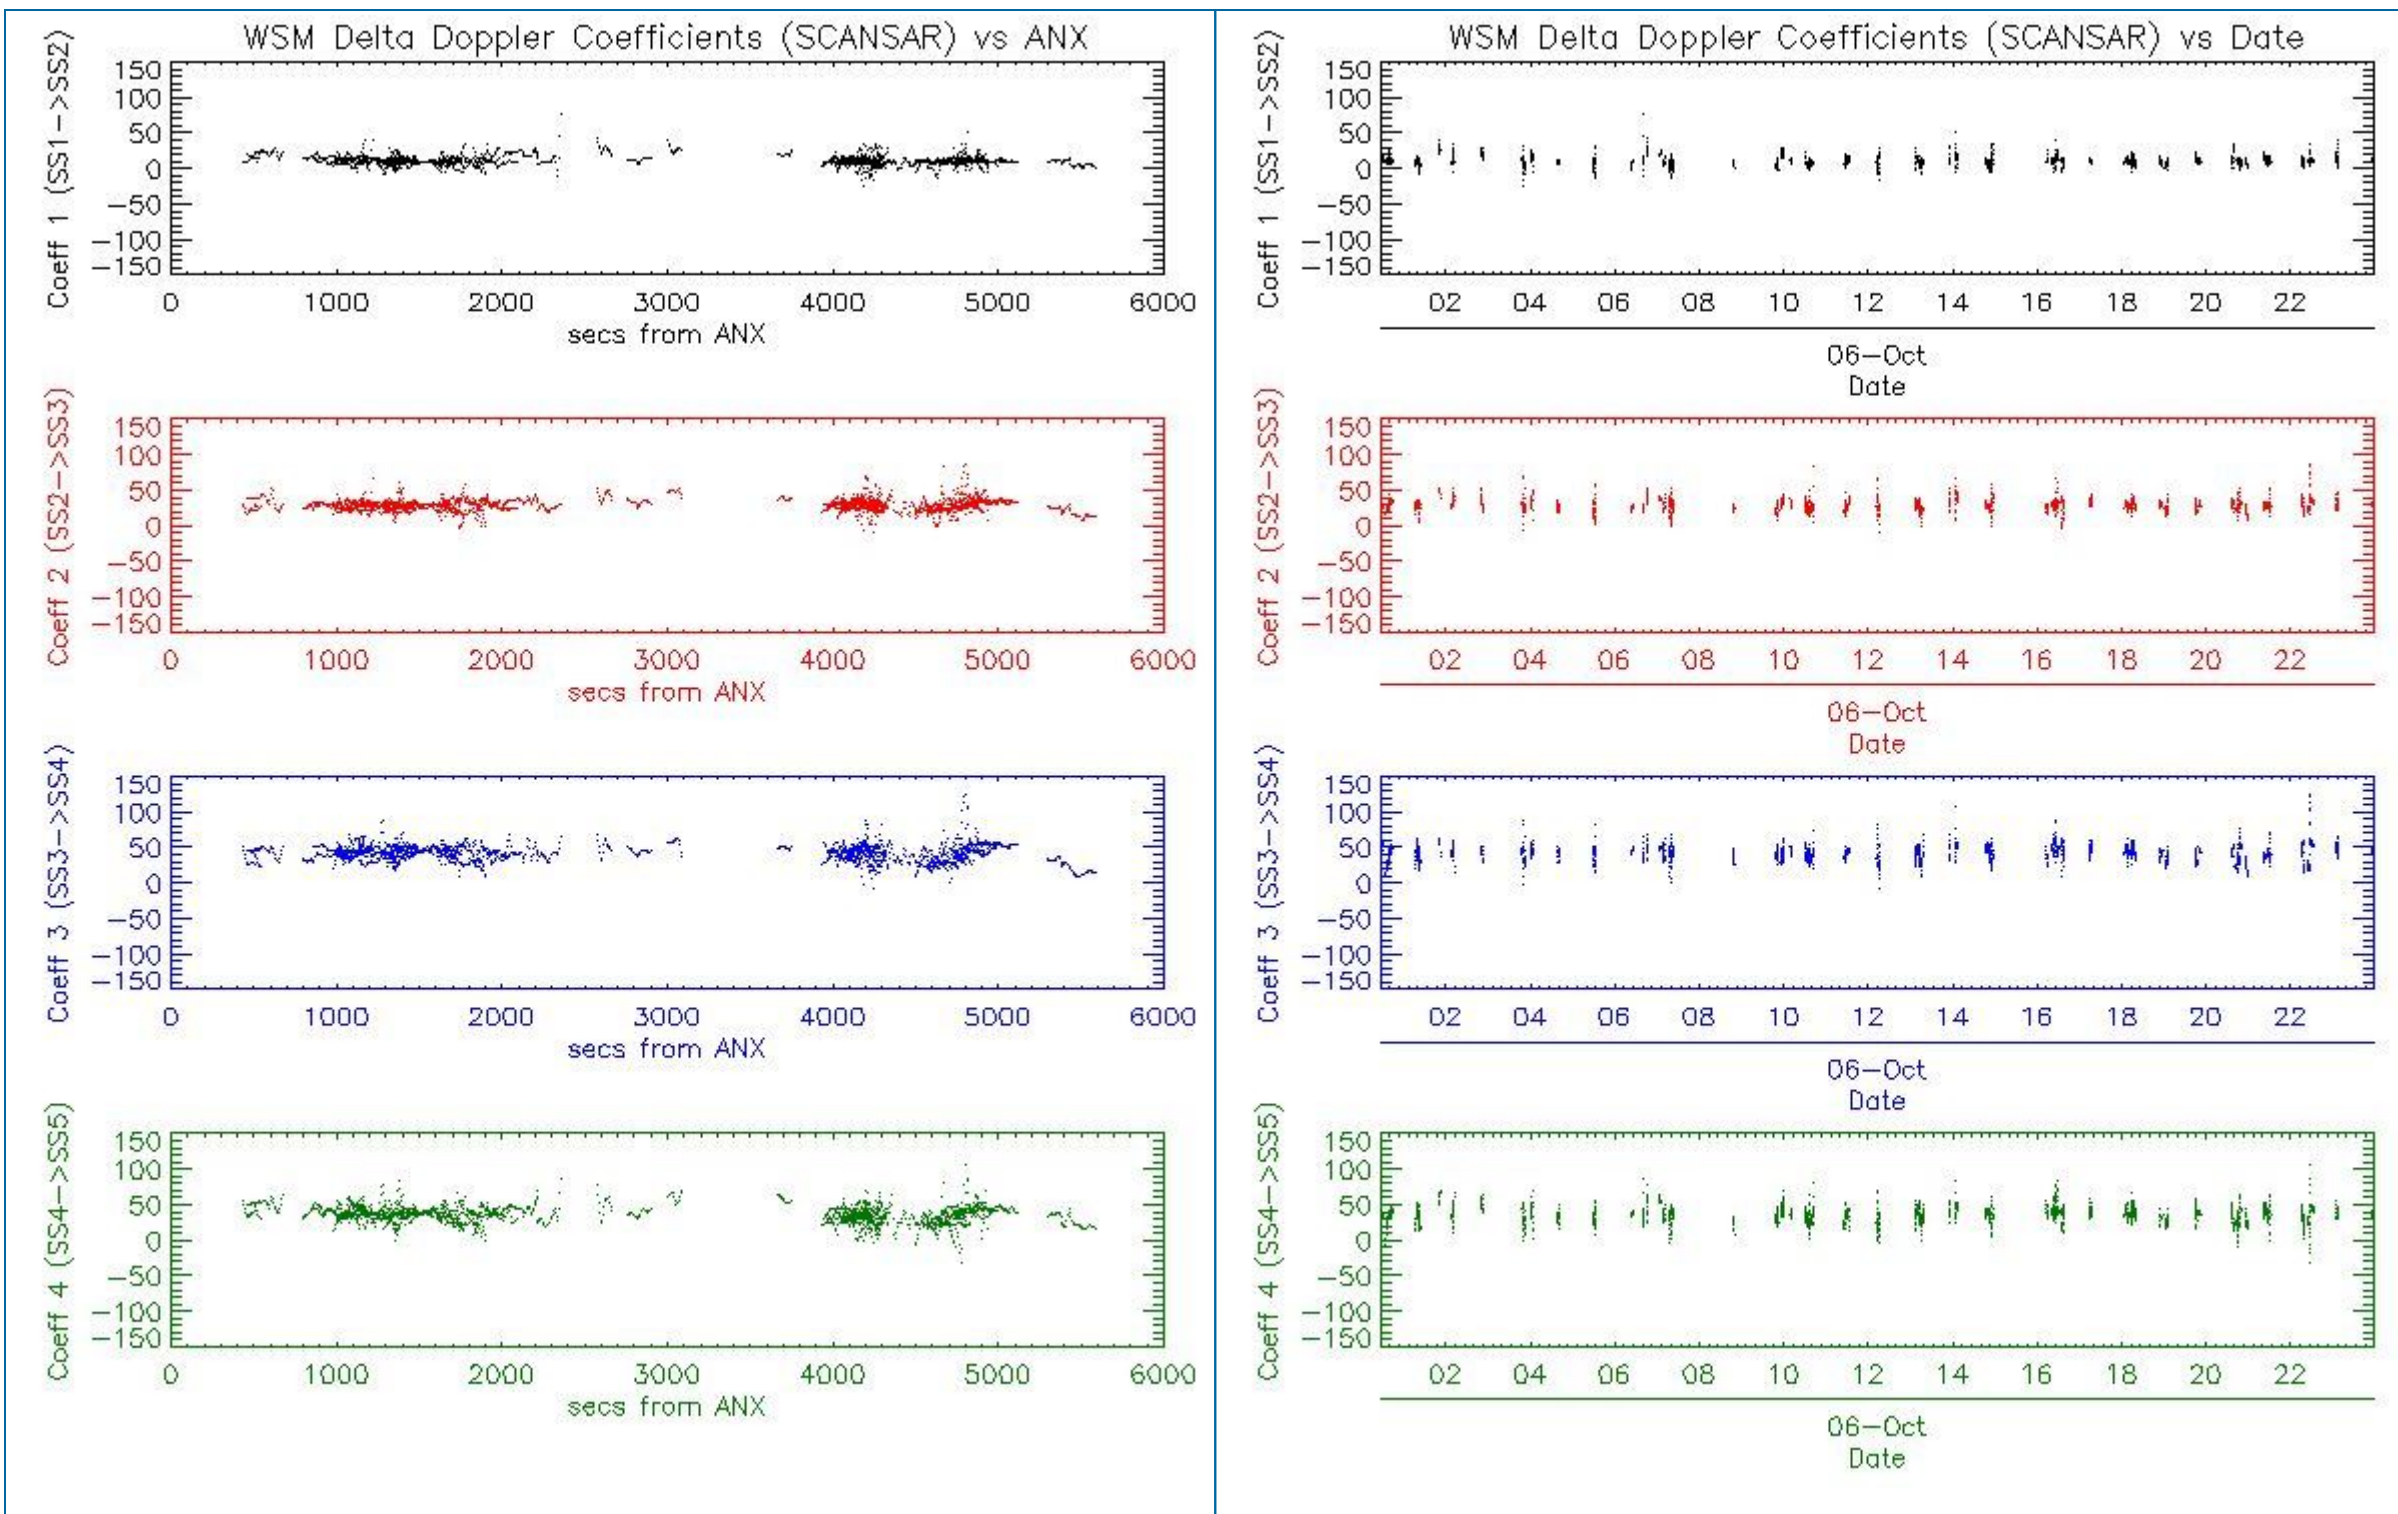 WSM Delta Doppler Coefficients (SCANSAR) vs ANX
Coeff 1 (SS1->SS2)
150
100
50
0
-50
-100
-150
0 1000 2000 3000 4000 5000 6000
secs from ANX
Coeff 2 (SS2->SS3)
150
100
50
0
-50
-100
-150
0 1000 2000 3000 4000 5000 6000
secs from ANX
Coeff 3 (SS3->SS4)
150
100
50
0
-50
-100
-150
0 1000 2000 3000 4000 5000 6000
secs from ANX
Coeff 4 (SS4->SS5)
150
100
50
0
-50
-100
-150
0 1000 2000 3000 4000 5000 6000
secs from ANX
WSM Delta Doppler Coefficients (SCANSAR) vs Date
Coeff 1 (SS1->SS2)
150
100
50
0
-50
-100
-150
02 04 06 08 10 12 14 16 18 20 22
06-Oct
Date
Coeff 2 (SS2->SS3)
150
100
50
0
-50
-100
-150
02 04 06 08 10 12 14 16 18 20 22
06-Oct
Date
Coeff 3 (SS3->SS4)
150
100
50
0
-50
-100
-150
02 04 06 08 10 12 14 16 18 20 22
06-Oct
Date
Coeff 4 (SS4->SS5)
150
100
50
0
-50
-100
-150
02 04 06 08 10 12 14 16 18 20 22
06-Oct
Date